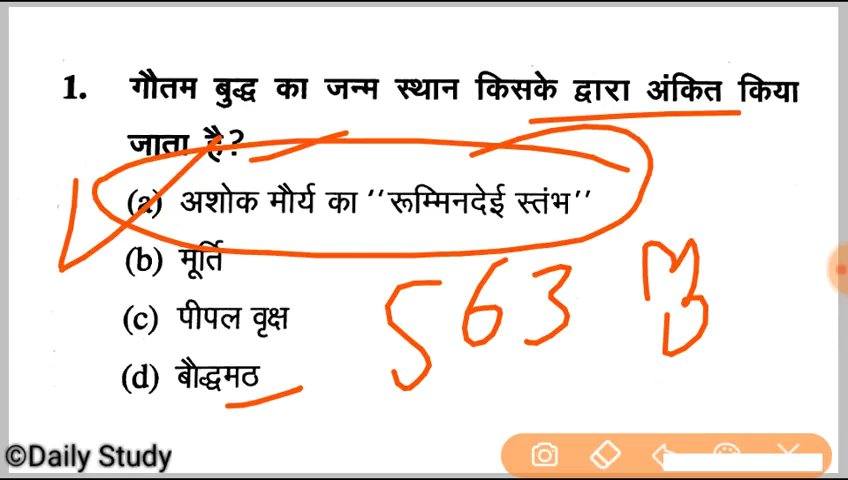 1. गौतम बुद्ध का जन्म स्थान किसके द्वारा अंकित किया
जाता है?
(a) अशोक मौर्य का ‘‘रूम्मिनदेई स्तंभ’’
(b) मूर्ति
(c) पीपल वृक्ष
(d) बौद्धमठ
563
©Daily Study